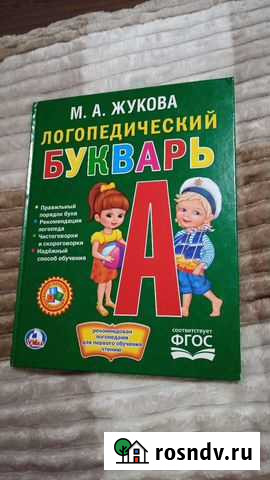 М. А. ЖУКОВА
ЛОГОПЕДИЧЕСКИЙ
БУКВАРЬ
Правильный
порядок букв
Рекомендации
логопеда
Чистоговорки
и скороговорки
Надёжный
способ обучения
А
рекомендован
логопедами
для первого обучения
чтению
соответствует
ФГОС
Умка
rosndv.ru